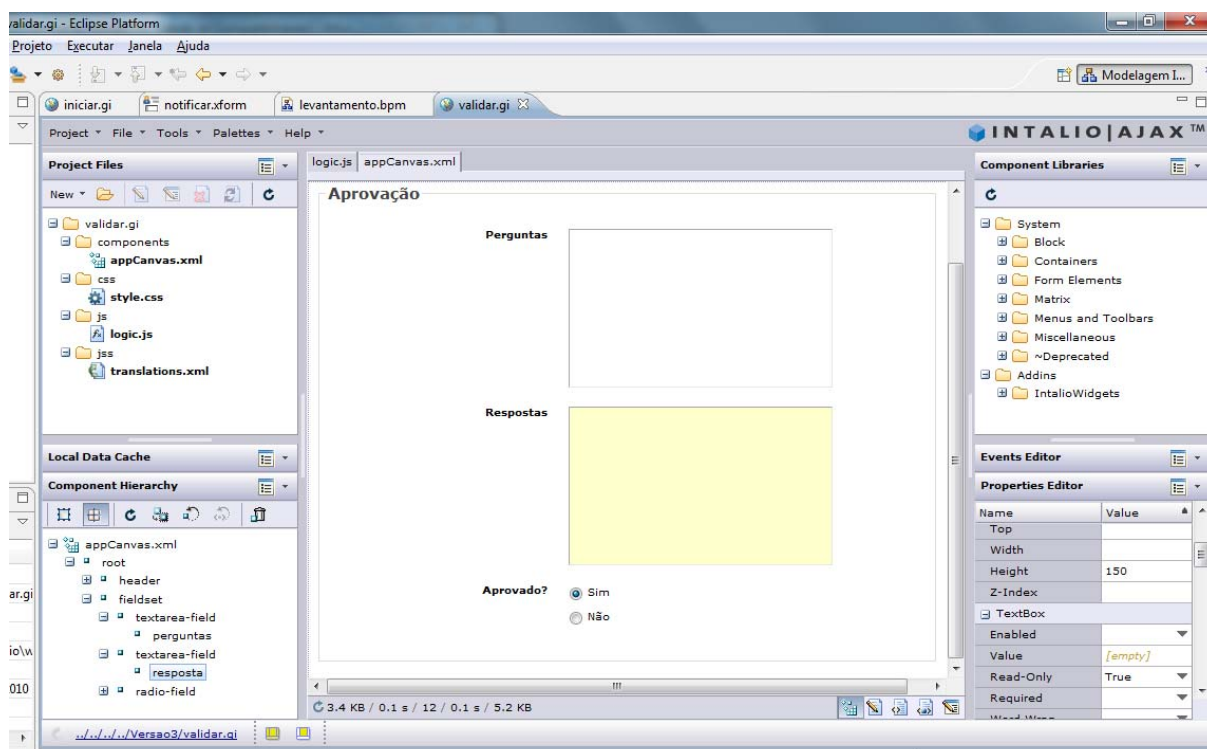 validar.gi - Eclipse Platform
Projeto Executar Janela Ajuda
Modelagem I...
iniciar.gi notificar.xform levantamento.bpm validar.gi
Project File Tools Palettes Help
INTALIO|AJAX™
Project Files
New
validar.gi
components
appCanvas.xml
css
style.css
js
logic.js
jss
translations.xml
Local Data Cache
Component Hierarchy
appCanvas.xml
root
header
fieldset
textarea-field
perguntas
textarea-field
resposta
radio-field
ar.gi
io\w
010
logic.js appCanvas.xml
Aprovação
Perguntas
Respostas
Aprovado?
Sim
Não
3.4 KB / 0.1 s / 12 / 0.1 s / 5.2 KB
Component Libraries
System
Block
Containers
Form Elements
Matrix
Menus and Toolbars
Miscellaneous
~Deprecated
Addins
IntalioWidgets
Events Editor
Properties Editor
Name Value
Top
Width
Height 150
Z-Index
TextBox
Enabled
Value [empty]
Read-Only True
Required
Word Wrap
../../../../Versao3/validar.gi